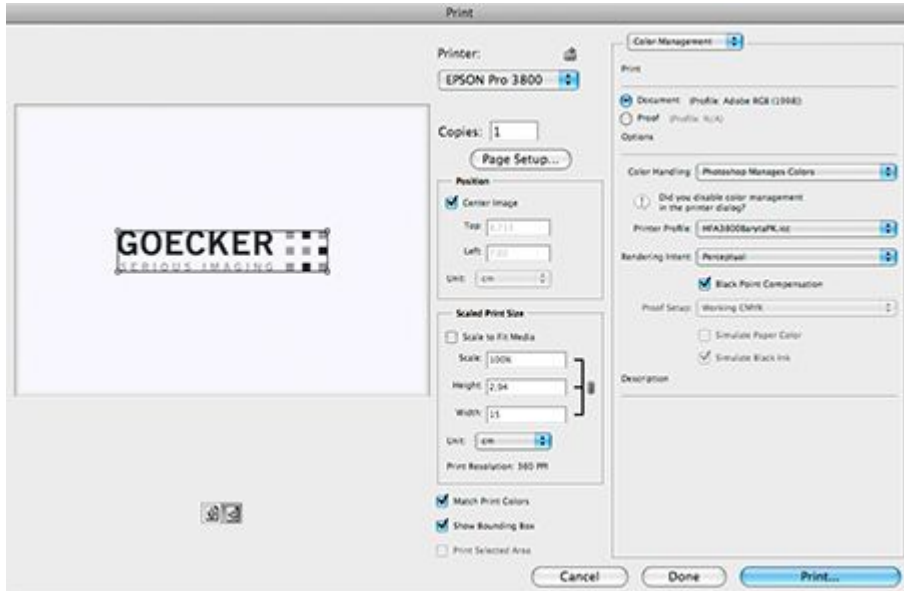 Print
Printer:
EPSON Pro 3800
Copies: 1
Page Setup...
Position
Center Image
Top:
Left:
Unit: cm
Scaled Print Size
Scale to Fit Media
Scale: 100%
Height: 2.04
Width: 15
Unit: cm
Print Resolution: 360 PPI
Match Print Colors
Show Bounding Box
Print Selected Area
GOECKER
SERIOUS IMAGING
Color Management
Print
Document (Profile: Adobe RGB (1998))
Proof (Profile: N/A)
Options
Color Handling: Photoshop Manages Colors
Did you disable color management
in the printer dialog?
Printer Profile: HFA3800BarytaPK.icc
Rendering Intent: Perceptual
Black Point Compensation
Proof Setup: Working CMYK
Simulate Paper Color
Simulate Black Ink
Description
Cancel
Done
Print...